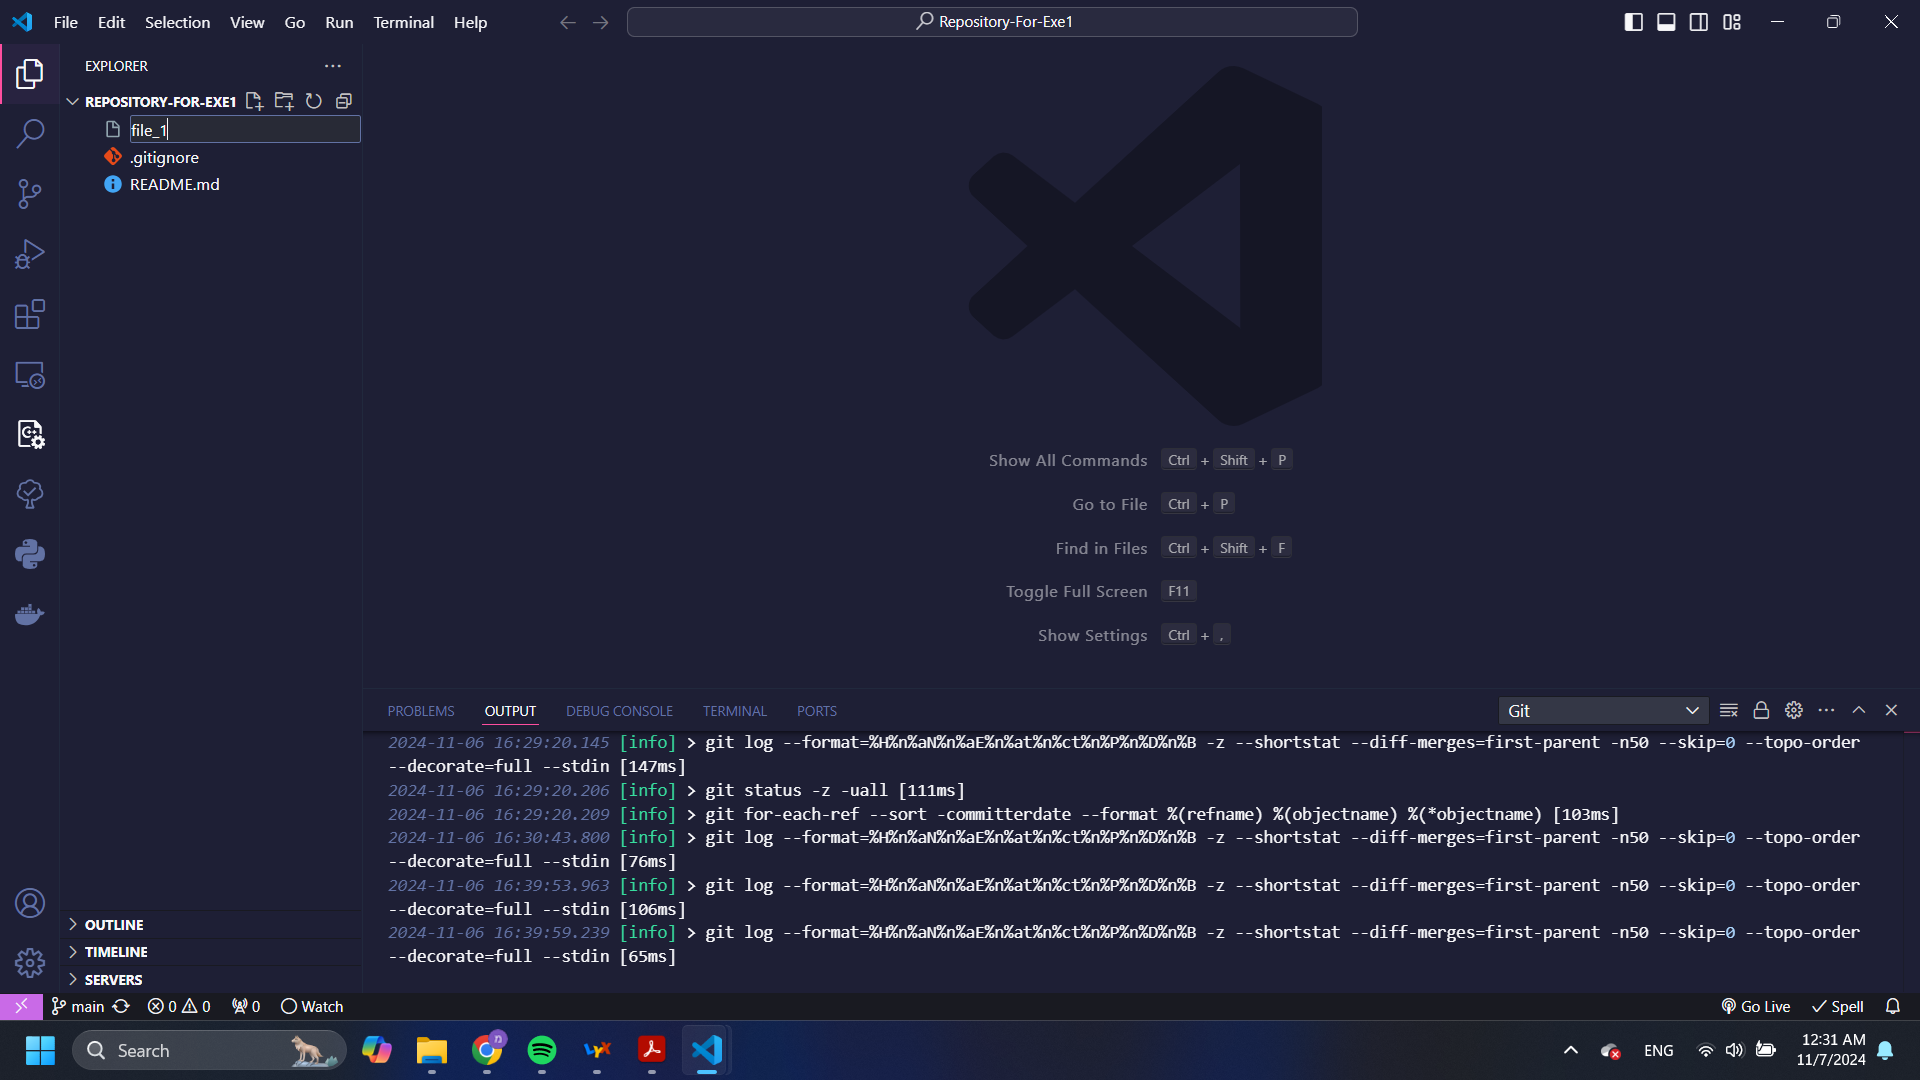 File Edit Selection View Go Run Terminal Help
Repository-For-Exe1
EXPLORER
REPOSITORY-FOR-EXE1
file_1
.gitignore
README.md
Show All Commands Ctrl + Shift + P
Go to File Ctrl + P
Find in Files Ctrl + Shift + F
Toggle Full Screen F11
Show Settings Ctrl + ,
PROBLEMS OUTPUT DEBUG CONSOLE TERMINAL PORTS
Git
2024-11-06 16:29:20.145 [info] > git log --format=%H%n%aN%n%aE%n%at%n%ct%n%P%n%D%n%B -z --shortstat --diff-merges=first-parent -n50 --skip=0 --topo-order
--decorate=full --stdin [147ms]
2024-11-06 16:29:20.206 [info] > git status -z -uall [111ms]
2024-11-06 16:29:20.209 [info] > git for-each-ref --sort -committerdate --format %(refname) %(objectname) %(*objectname) [103ms]
2024-11-06 16:30:43.800 [info] > git log --format=%H%n%aN%n%aE%n%at%n%ct%n%P%n%D%n%B -z --shortstat --diff-merges=first-parent -n50 --skip=0 --topo-order
--decorate=full --stdin [76ms]
2024-11-06 16:39:53.963 [info] > git log --format=%H%n%aN%n%aE%n%at%n%ct%n%P%n%D%n%B -z --shortstat --diff-merges=first-parent -n50 --skip=0 --topo-order
--decorate=full --stdin [106ms]
2024-11-06 16:39:59.239 [info] > git log --format=%H%n%aN%n%aE%n%at%n%ct%n%P%n%D%n%B -z --shortstat --diff-merges=first-parent -n50 --skip=0 --topo-order
--decorate=full --stdin [65ms]
OUTLINE
TIMELINE
SERVERS
main 0 0 0 Watch
Go Live Spell
Search
ENG
12:31 AM
11/7/2024